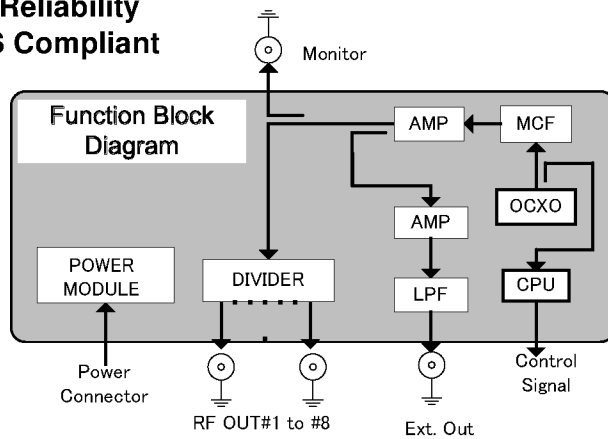 Reliability
S Compliant
Monitor
Function Block
Diagram
AMP
MCF
OCXO
AMP
POWER
MODULE
DIVIDER
LPF
CPU
Power
Connector
RF OUT#1 to #8
Ext. Out
Control
Signal